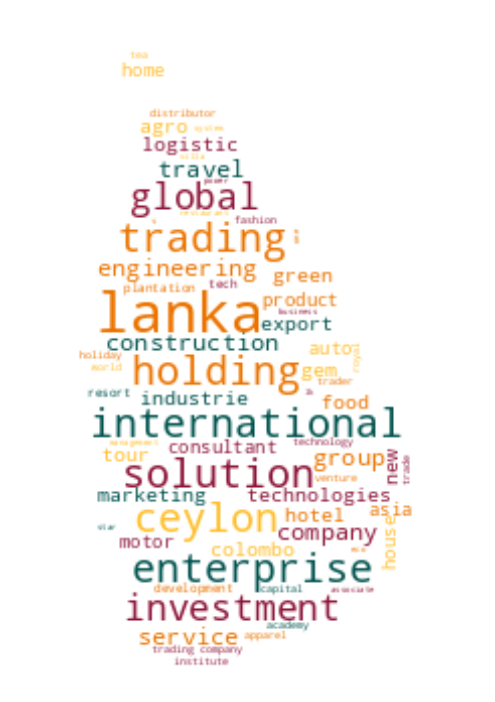 tea
home
distributor
agro system
logistic
villa
travel
power
global
restaurant
fashion
trading
engineering
green
plantation tech
lanka product
business
export
construction
auto royal
holiday
world
holding gem
trader
resort industrie
food
international
management consultant technology
tour group new trade
solution venture
marketing technologies
ceylon hotel asia
star company house
motor colombo eco
enterprise
development capital associate
investment
academy
service apparel
trading company
institute